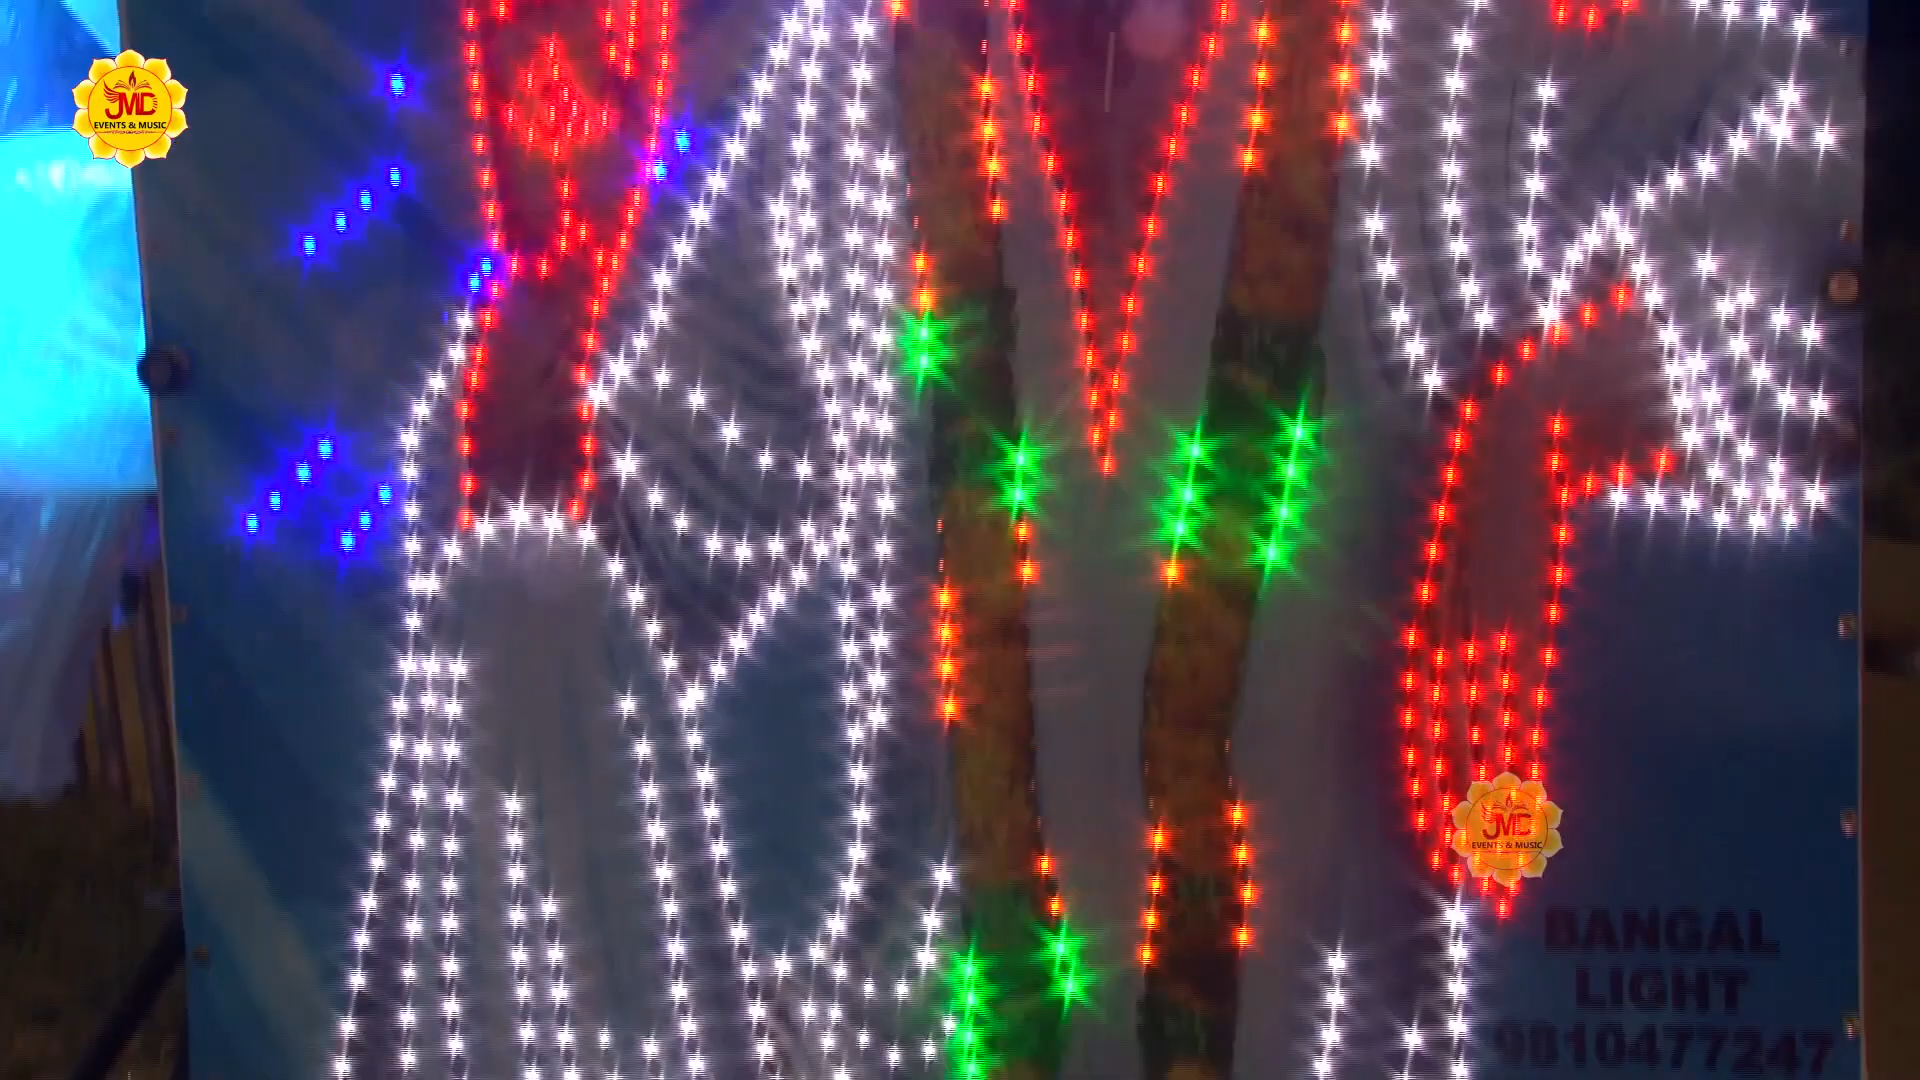 JMD
EVENTS & MUSIC
JMD
EVENTS & MUSIC
BANGAL
LIGHT
9810477247